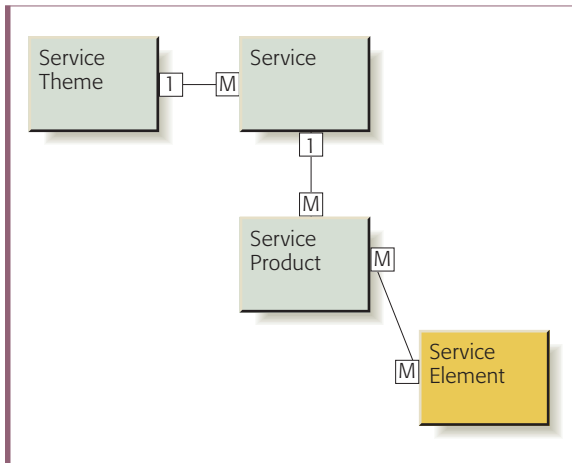 Service
Theme
1
M
Service
1
M
Service
Product
M
M
Service
Element